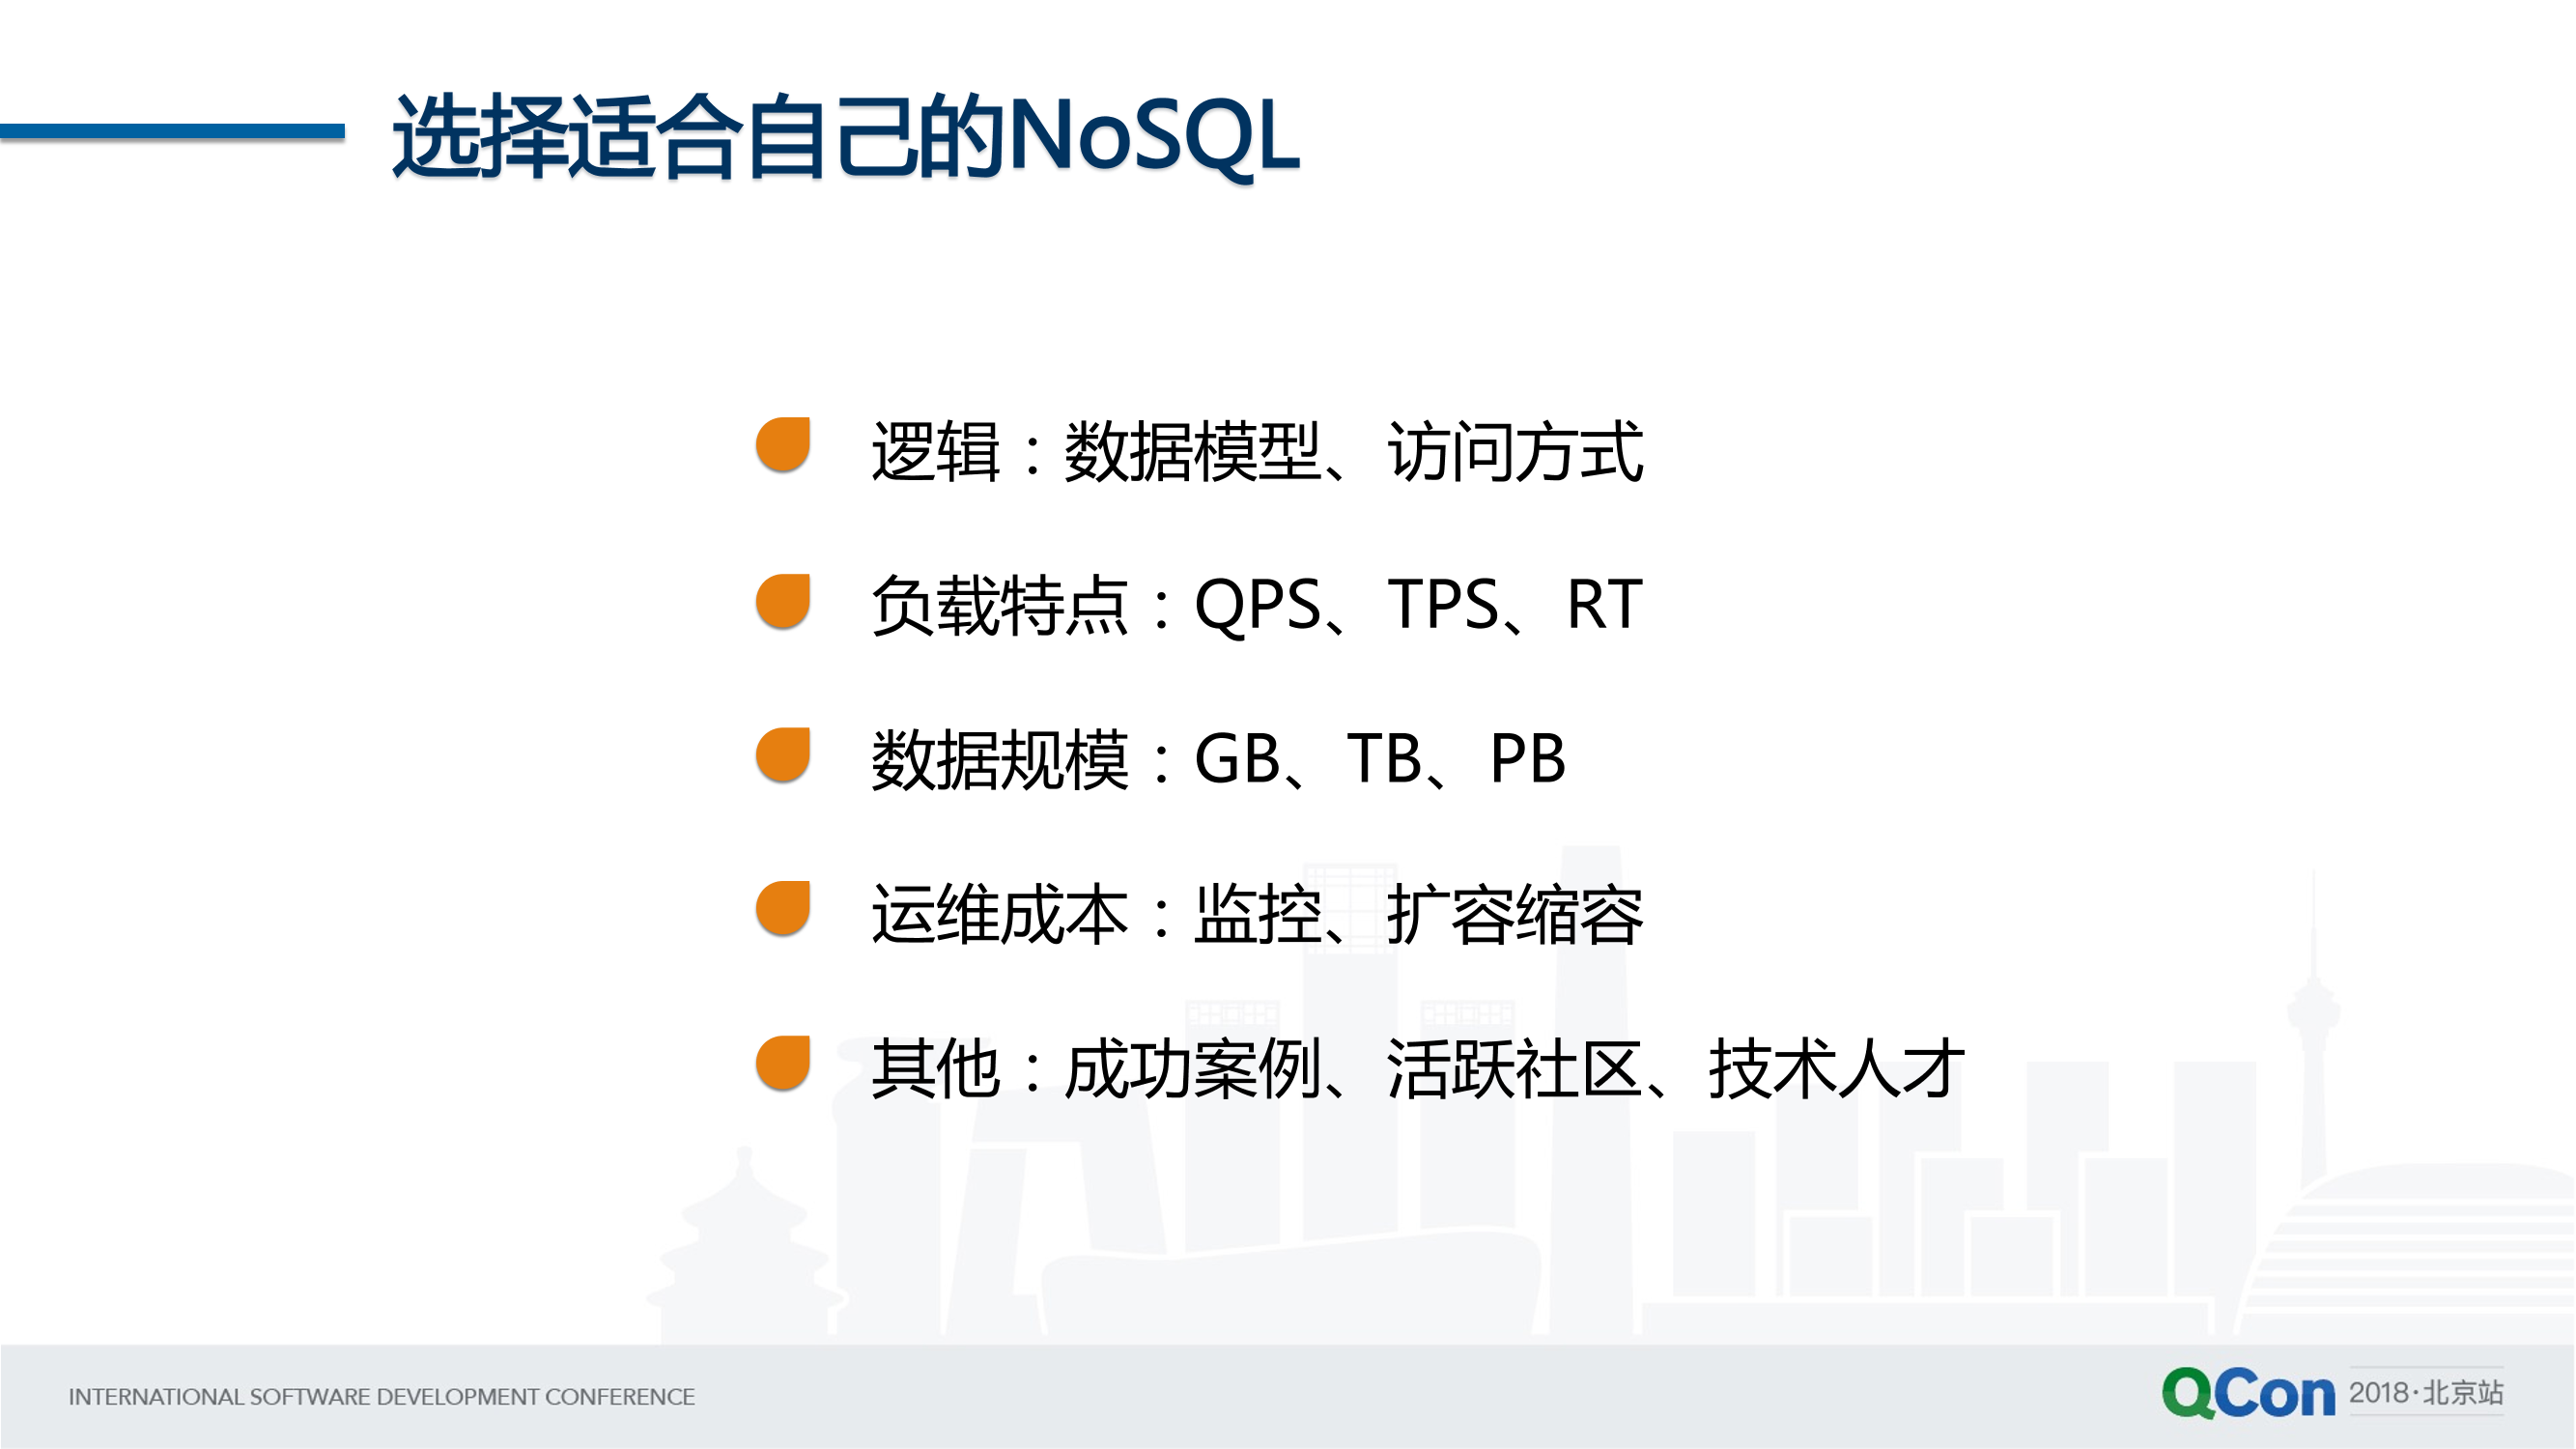 选择适合自己的NoSQL
逻辑：数据模型、访问方式
负载特点：QPS、TPS、RT
数据规模：GB、TB、PB
运维成本：监控、扩容缩容
其他：成功案例、活跃社区、技术人才
INTERNATIONAL SOFTWARE DEVELOPMENT CONFERENCE
QCon 2018·北京站